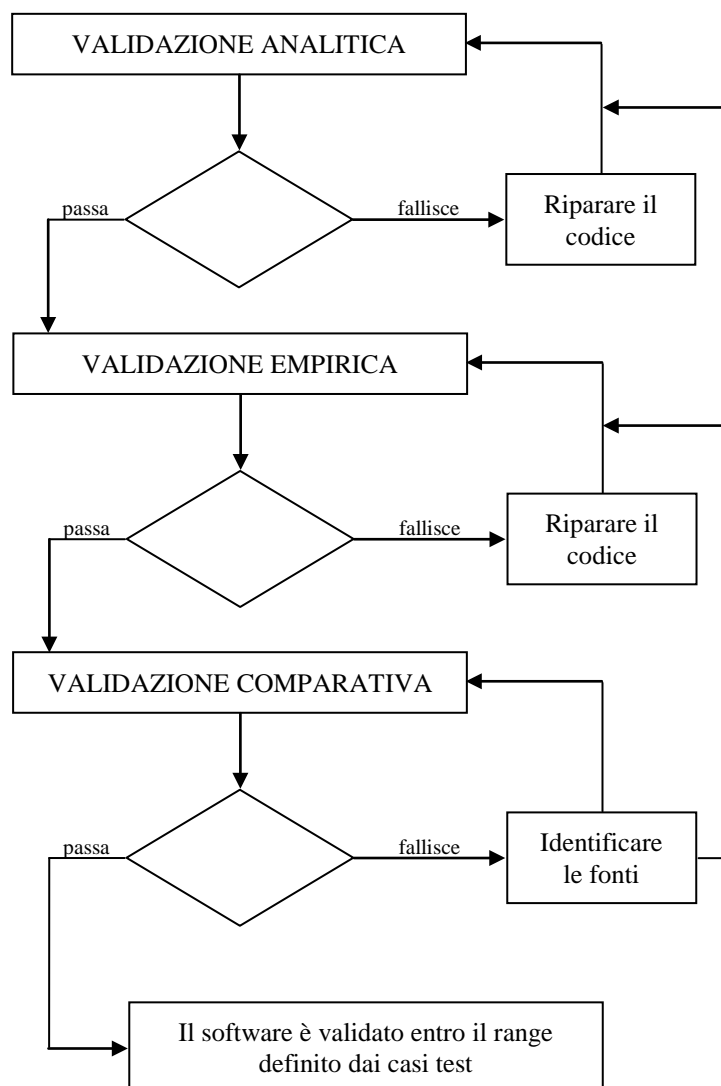 VALIDAZIONE ANALITICA
passa
fallisce
Riparare il
codice
VALIDAZIONE EMPIRICA
passa
fallisce
Riparare il
codice
VALIDAZIONE COMPARATIVA
passa
fallisce
Identificare
le fonti
Il software è validato entro il range
definito dai casi test